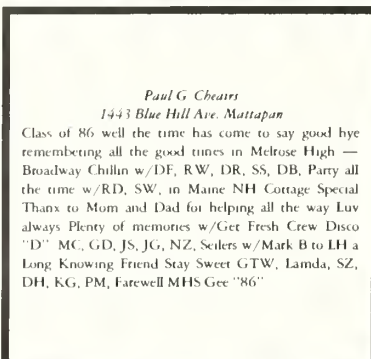 Paul G. Cheatrs
1443 Blue Hill Ave. Mattapan
Class of 86 well the time has come to say good bye
remembering all the good times in Melrose High —
Broadway Chillin w/DF, RW, DR, SS, DB, Party all
the time w/RD, SW, in Maine NH Cottage Special
Thanx to Mom and Dad for helping all the way Luv
always Plenty of memories w/Get Fresh Crew Disco
"D" MC, GD, JS, JG, NZ, Seilers w/Mark B to LH a
Long Knowing Friend Stay Sweet GTW, Lamda, SZ,
DH, KG, PM, Farewell MHS Gee "86"